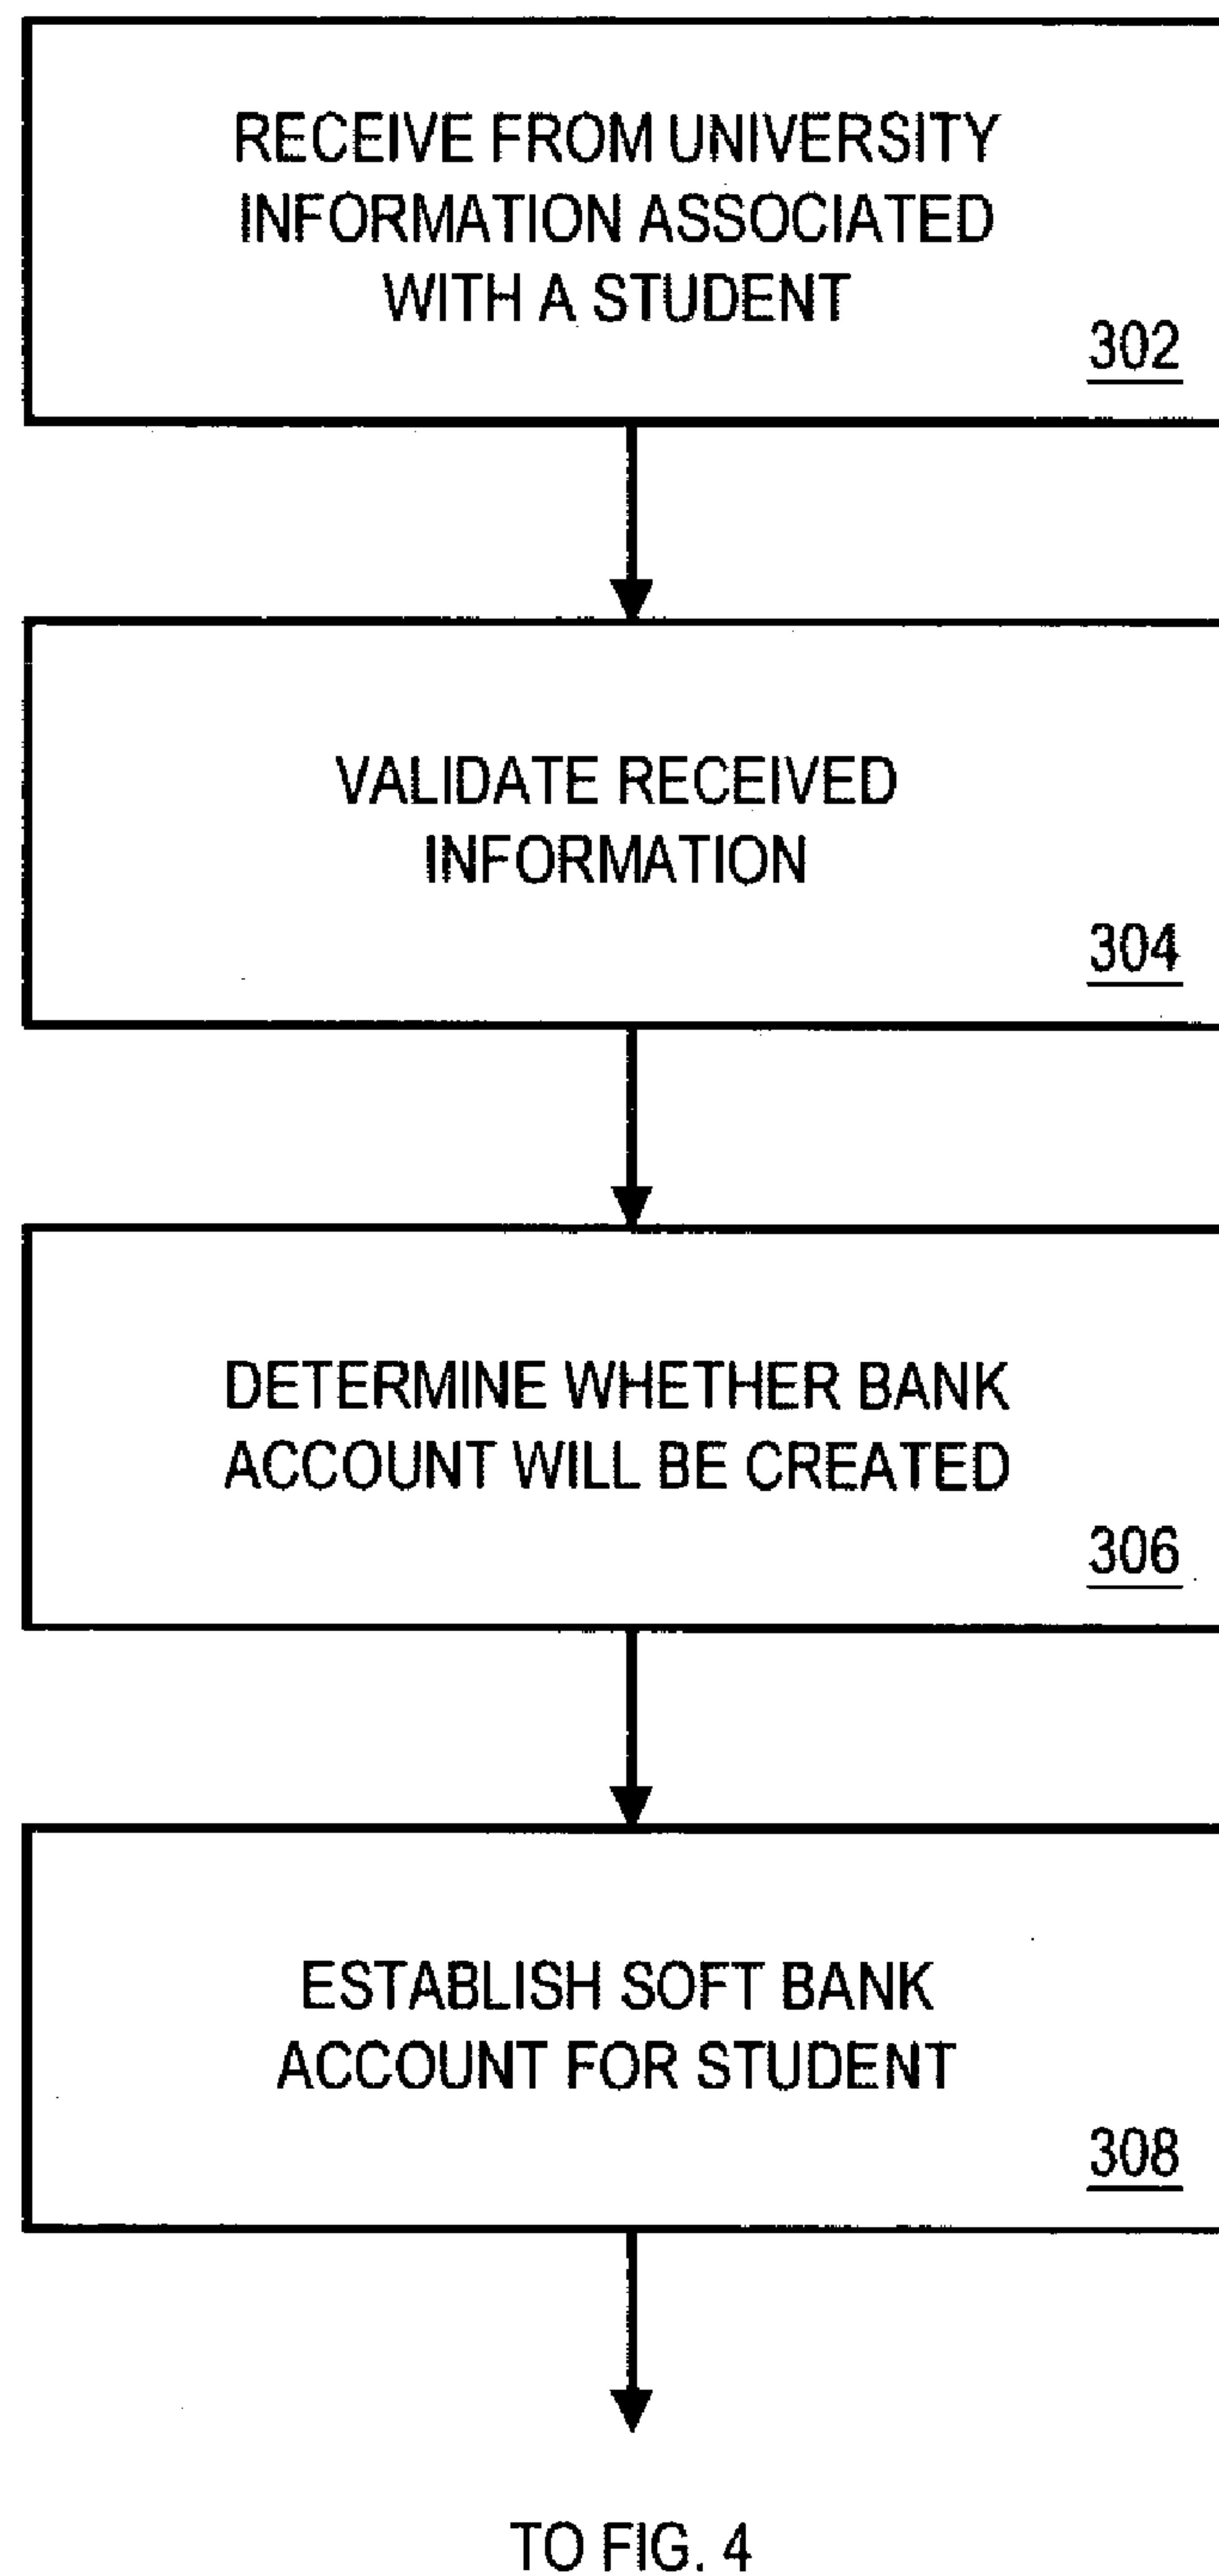 RECEIVE FROM UNIVERSITY
INFORMATION ASSOCIATED
WITH A STUDENT
302
VALIDATE RECEIVED
INFORMATION
304
DETERMINE WHETHER BANK
ACCOUNT WILL BE CREATED
306
ESTABLISH SOFT BANK
ACCOUNT FOR STUDENT
308
TO FIG. 4